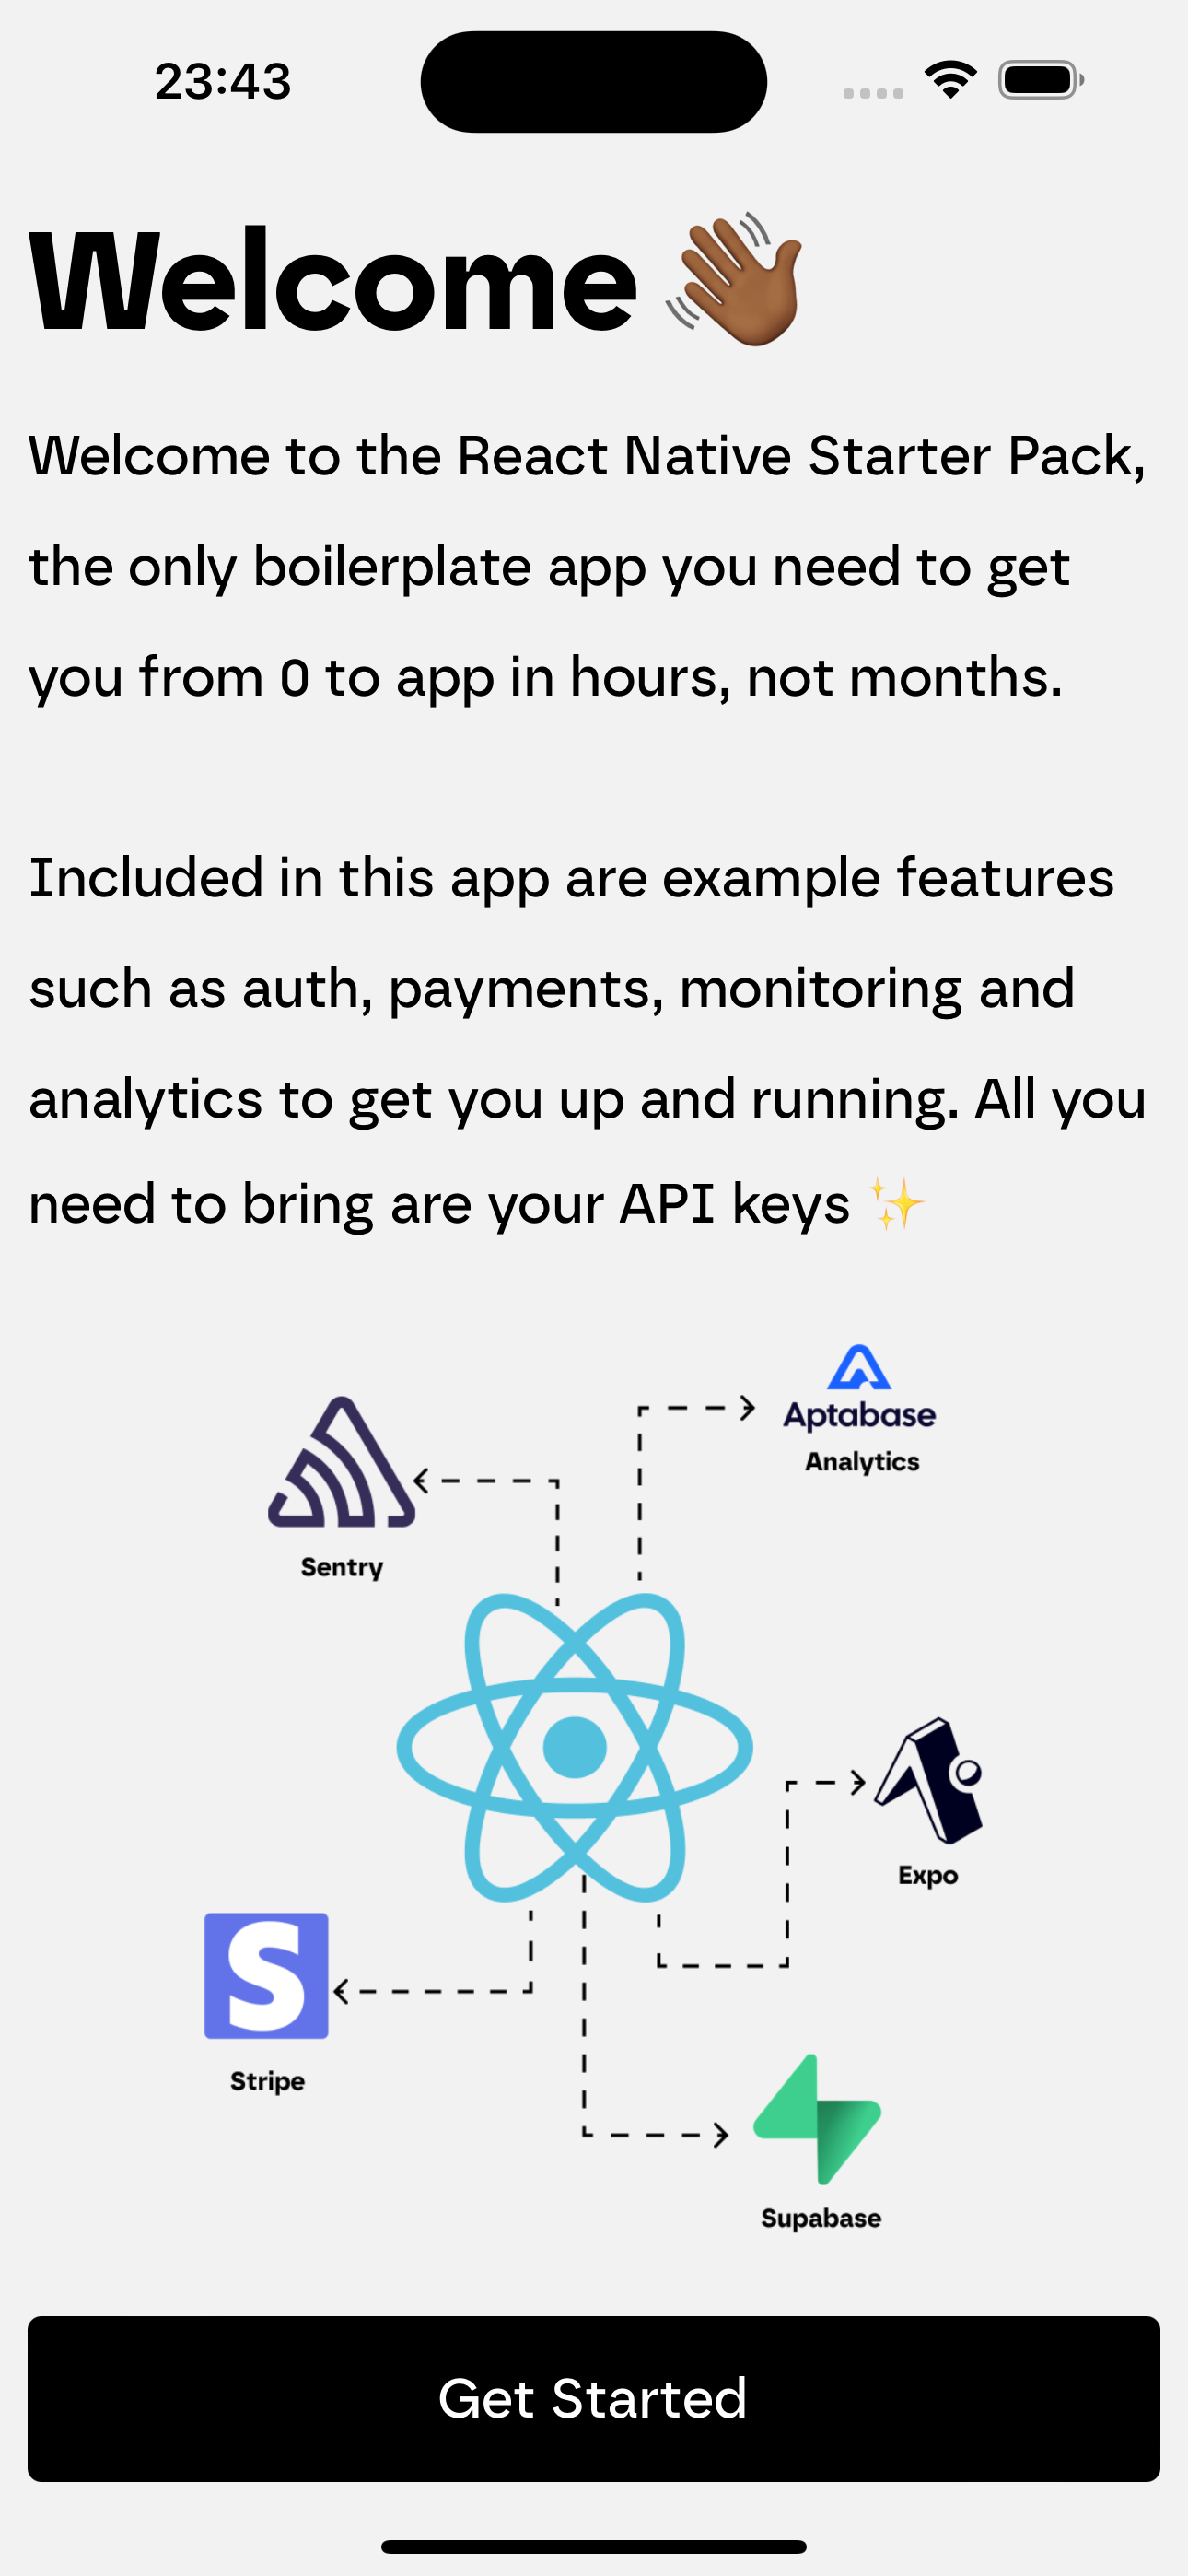 23:43
Welcome 👋🏾
Welcome to the React Native Starter Pack,
the only boilerplate app you need to get
you from 0 to app in hours, not months.
Included in this app are example features
such as auth, payments, monitoring and
analytics to get you up and running. All you
need to bring are your API keys ✨
Aptabase
Analytics
Sentry
Expo
S
Stripe
Supabase
Get Started